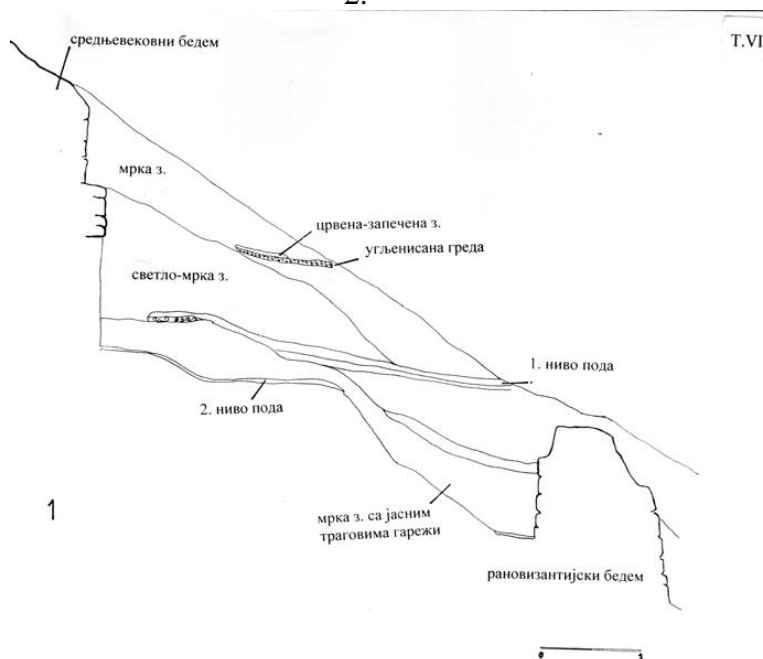 2.
T.VI
средњевековни бедем
мрка з.
црвена-запечена з.
угљенисана греда
светло-мрка з.
1. ниво пода
2. ниво пода
1
мрка з. са јасним
траговима гарежи
рановизантијски бедем
0 1